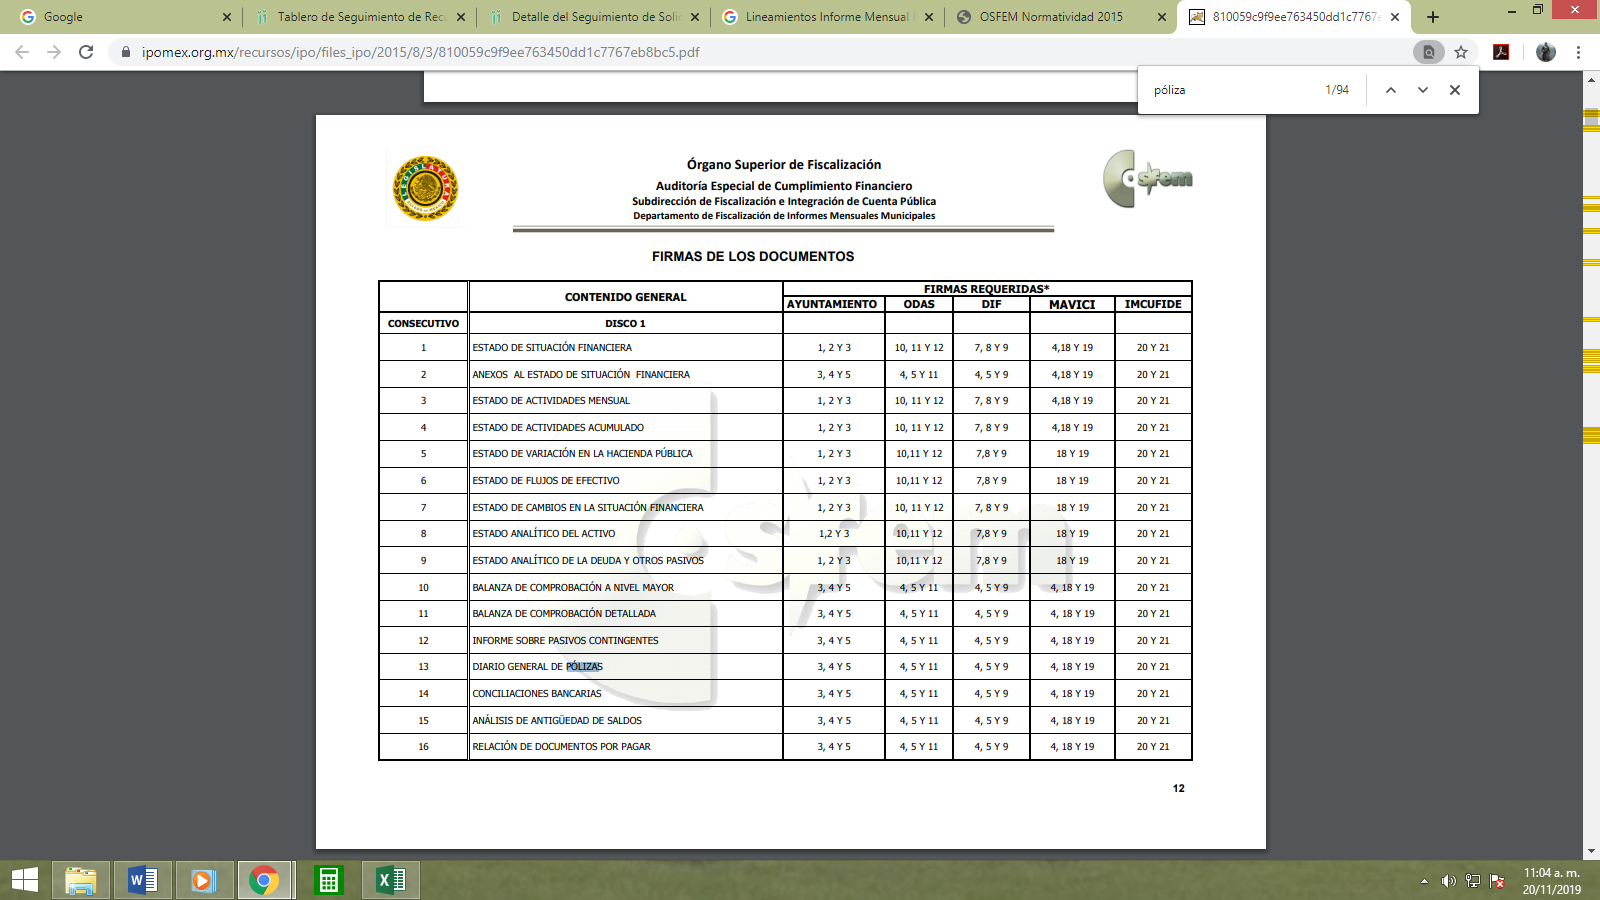 Google
Tablero de Seguimiento de Recu
Detalle del Seguimiento de Solic
Lineamientos Informe Mensual M
OSFEM Normatividad 2015
810059c9f9ee763450dd1c7767e
ipomex.org.mx/recursos/ipo/files_ipo/2015/8/3/810059c9f9ee763450dd1c7767eb8bc5.pdf
póliza 1/94
Órgano Superior de Fiscalización
Auditoría Especial de Cumplimiento Financiero
Subdirección de Fiscalización e Integración de Cuenta Pública
Departamento de Fiscalización de Informes Mensuales Municipales
osfem
FIRMAS DE LOS DOCUMENTOS
CONTENIDO GENERAL FIRMAS REQUERIDAS*
AYUNTAMIENTO ODAS DIF MAVICI IMCUFIDE
CONSECUTIVO DISCO 1
1 ESTADO DE SITUACIÓN FINANCIERA 1, 2 Y 3 10, 11 Y 12 7, 8 Y 9 4,18 Y 19 20 Y 21
2 ANEXOS AL ESTADO DE SITUACIÓN FINANCIERA 3, 4 Y 5 4, 5 Y 11 4, 5 Y 9 4,18 Y 19 20 Y 21
3 ESTADO DE ACTIVIDADES MENSUAL 1, 2 Y 3 10, 11 Y 12 7, 8 Y 9 4,18 Y 19 20 Y 21
4 ESTADO DE ACTIVIDADES ACUMULADO 1, 2 Y 3 10, 11 Y 12 7, 8 Y 9 4,18 Y 19 20 Y 21
5 ESTADO DE VARIACIÓN EN LA HACIENDA PÚBLICA 1, 2 Y 3 10,11 Y 12 7,8 Y 9 18 Y 19 20 Y 21
6 ESTADO DE FLUJOS DE EFECTIVO 1, 2 Y 3 10,11 Y 12 7,8 Y 9 18 Y 19 20 Y 21
7 ESTADO DE CAMBIOS EN LA SITUACIÓN FINANCIERA 1, 2 Y 3 10, 11 Y 12 7, 8 Y 9 18 Y 19 20 Y 21
8 ESTADO ANALÍTICO DEL ACTIVO 1,2 Y 3 10,11 Y 12 7,8 Y 9 18 Y 19 20 Y 21
9 ESTADO ANALÍTICO DE LA DEUDA Y OTROS PASIVOS 1, 2 Y 3 10,11 Y 12 7,8 Y 9 18 Y 19 20 Y 21
10 BALANZA DE COMPROBACIÓN A NIVEL MAYOR 3, 4 Y 5 4, 5 Y 11 4, 5 Y 9 4, 18 Y 19 20 Y 21
11 BALANZA DE COMPROBACIÓN DETALLADA 3, 4 Y 5 4, 5 Y 11 4, 5 Y 9 4, 18 Y 19 20 Y 21
12 INFORME SOBRE PASIVOS CONTINGENTES 3, 4 Y 5 4, 5 Y 11 4, 5 Y 9 4, 18 Y 19 20 Y 21
13 DIARIO GENERAL DE PÓLIZAS 3, 4 Y 5 4, 5 Y 11 4, 5 Y 9 4, 18 Y 19 20 Y 21
14 CONCILIACIONES BANCARIAS 3, 4 Y 5 4, 5 Y 11 4, 5 Y 9 4, 18 Y 19 20 Y 21
15 ANÁLISIS DE ANTIGÜEDAD DE SALDOS 3, 4 Y 5 4, 5 Y 11 4, 5 Y 9 4, 18 Y 19 20 Y 21
16 RELACIÓN DE DOCUMENTOS POR PAGAR 3, 4 Y 5 4, 5 Y 11 4, 5 Y 9 4, 18 Y 19 20 Y 21
osfem
12
11:04 a. m.
20/11/2019